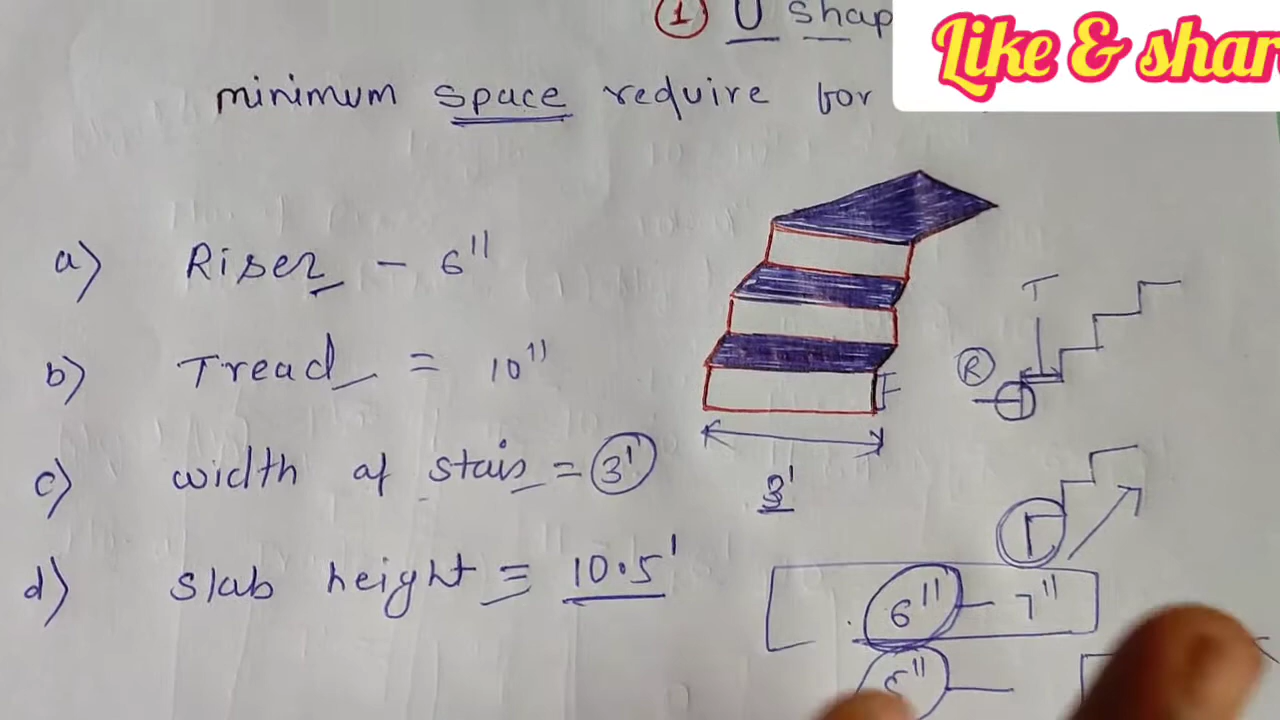 ① U shap
Like & shar
minimum space require for
a) Riser - 6"
b) Tread = 10"
c) width of stais = 3'
d) slab height = 10.5'
T
R
3'
6" - 7"